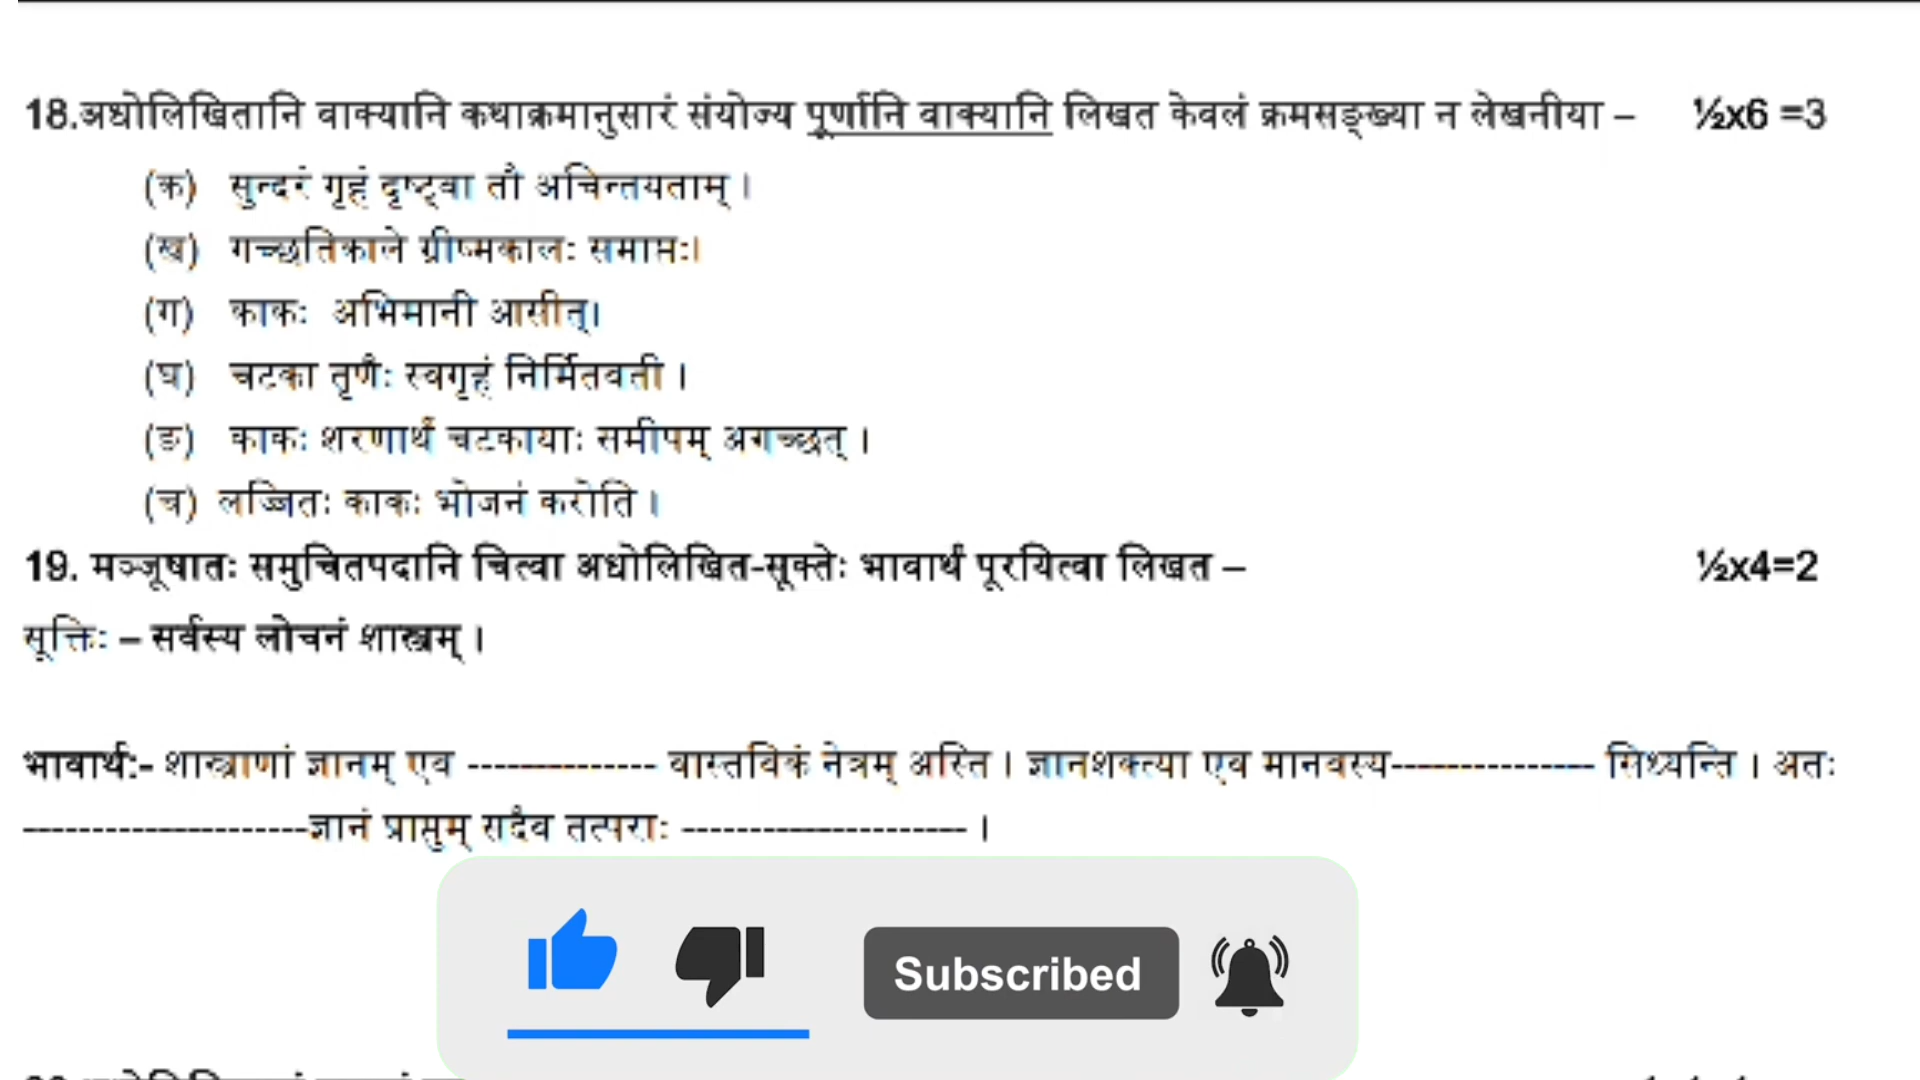 18.अधोलिखितानि वाक्यानि कथाक्रमानुसारं संयोज्य पूर्णानि वाक्यानि लिखत केवलं क्रमसङ्ख्या न लेखनीया – ½x6 =3
(क) सुन्दरं गृहं दृष्ट्वा तौ अचिन्तयताम् ।
(ख) गच्छतिकाले ग्रीष्मकालः समाप्तः।
(ग) काकः अभिमानी आसीत्।
(घ) चटका तृणैः स्वगृहं निर्मितवती ।
(ङ) काकः शरणार्थं चटकायाः समीपम् अगच्छत् ।
(च) लज्जितः काकः भोजनं करोति ।
19. मञ्जूषातः समुचितपदानि चित्वा अधोलिखित-सूक्तेः भावार्थं पूरयित्वा लिखत – ½x4=2
सूक्तिः – सर्वस्य लोचनं शास्त्रम् ।
भावार्थ:- शास्त्राणां ज्ञानम् एव -------------- वास्तविकं नेत्रम् अस्ति । ज्ञानशक्त्या एव मानवस्य--------------- सिध्यन्ति । अतः
---------------------ज्ञानं प्राप्तुम् सदैव तत्पराः --------------------- ।
Subscribed